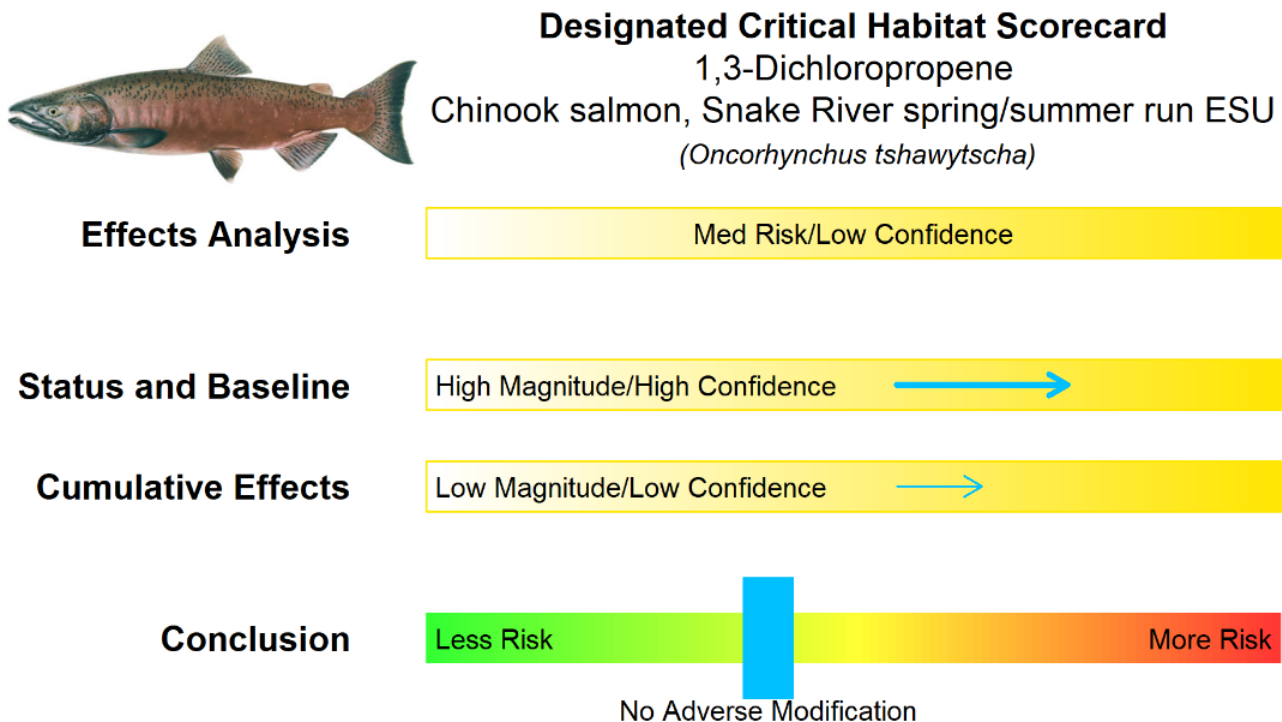 Designated Critical Habitat Scorecard
1,3-Dichloropropene
Chinook salmon, Snake River spring/summer run ESU
(Oncorhynchus tshawytscha)
Effects Analysis
Med Risk/Low Confidence
Status and Baseline
High Magnitude/High Confidence
Cumulative Effects
Low Magnitude/Low Confidence
Conclusion
Less Risk
More Risk
No Adverse Modification